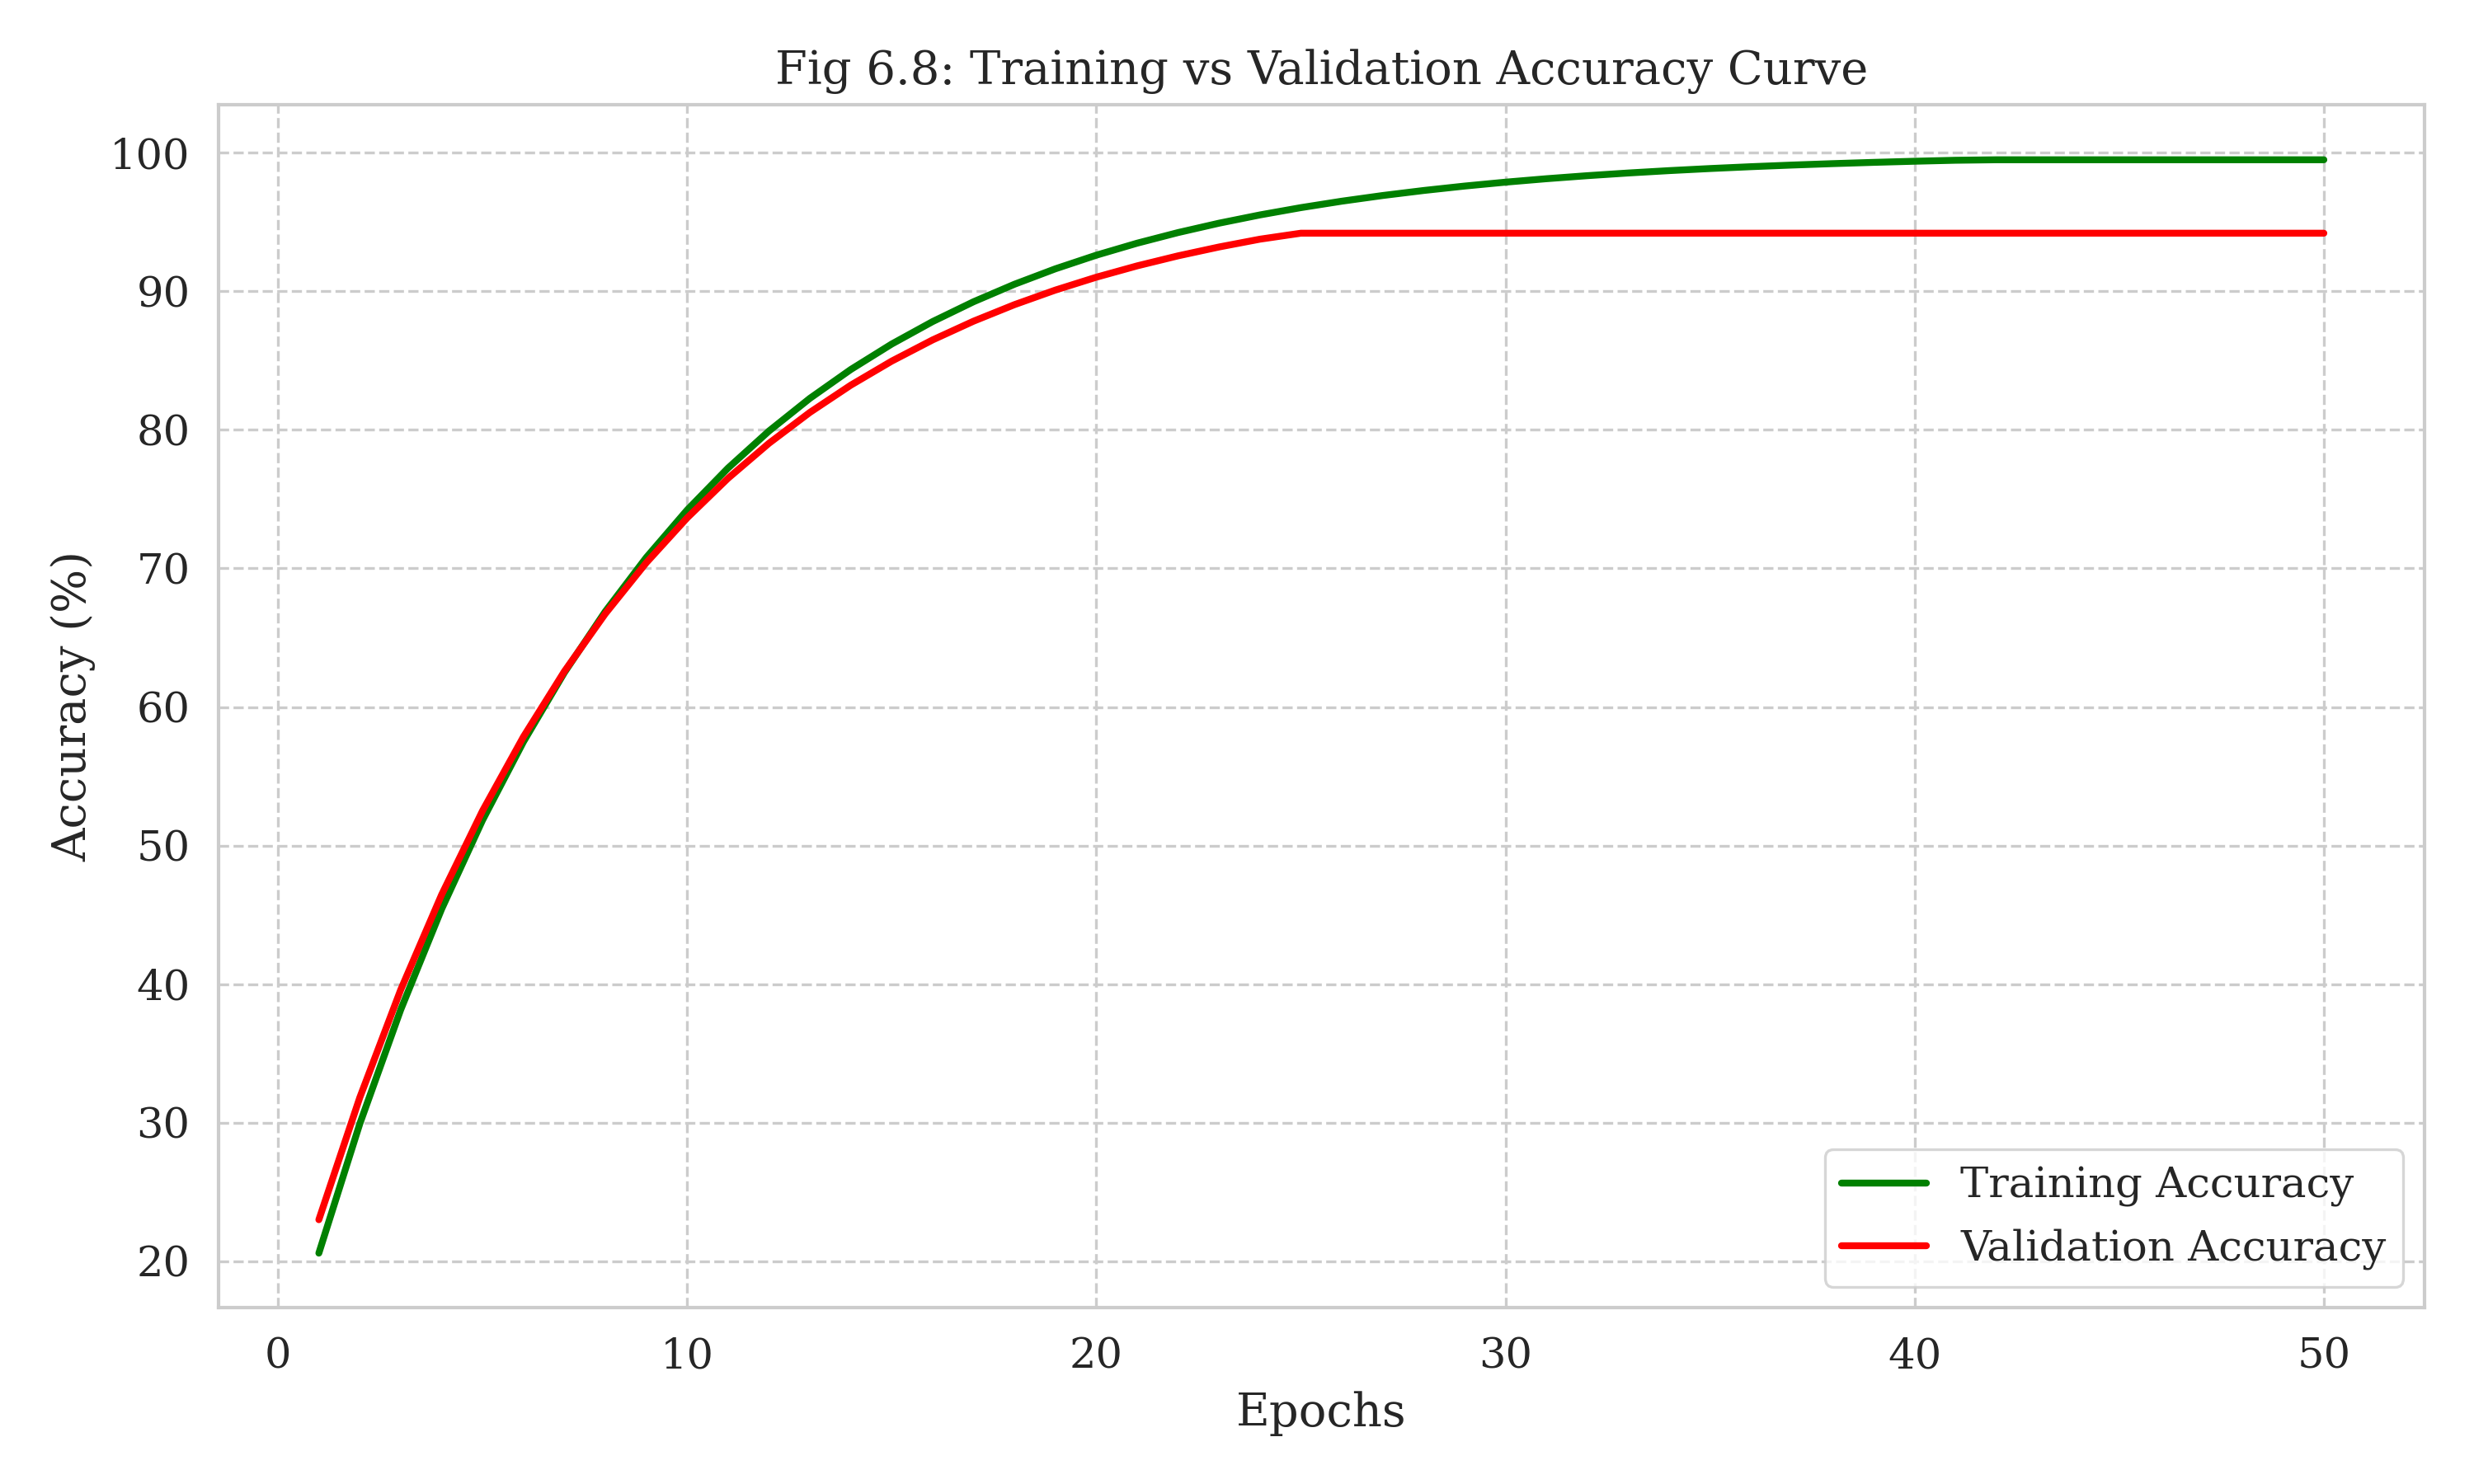 Fig 6.8: Training vs Validation Accuracy Curve
100
90
80
70
60
50
40
30
20
Accuracy (%)
Training Accuracy
Validation Accuracy
0 10 20 30 40 50
Epochs